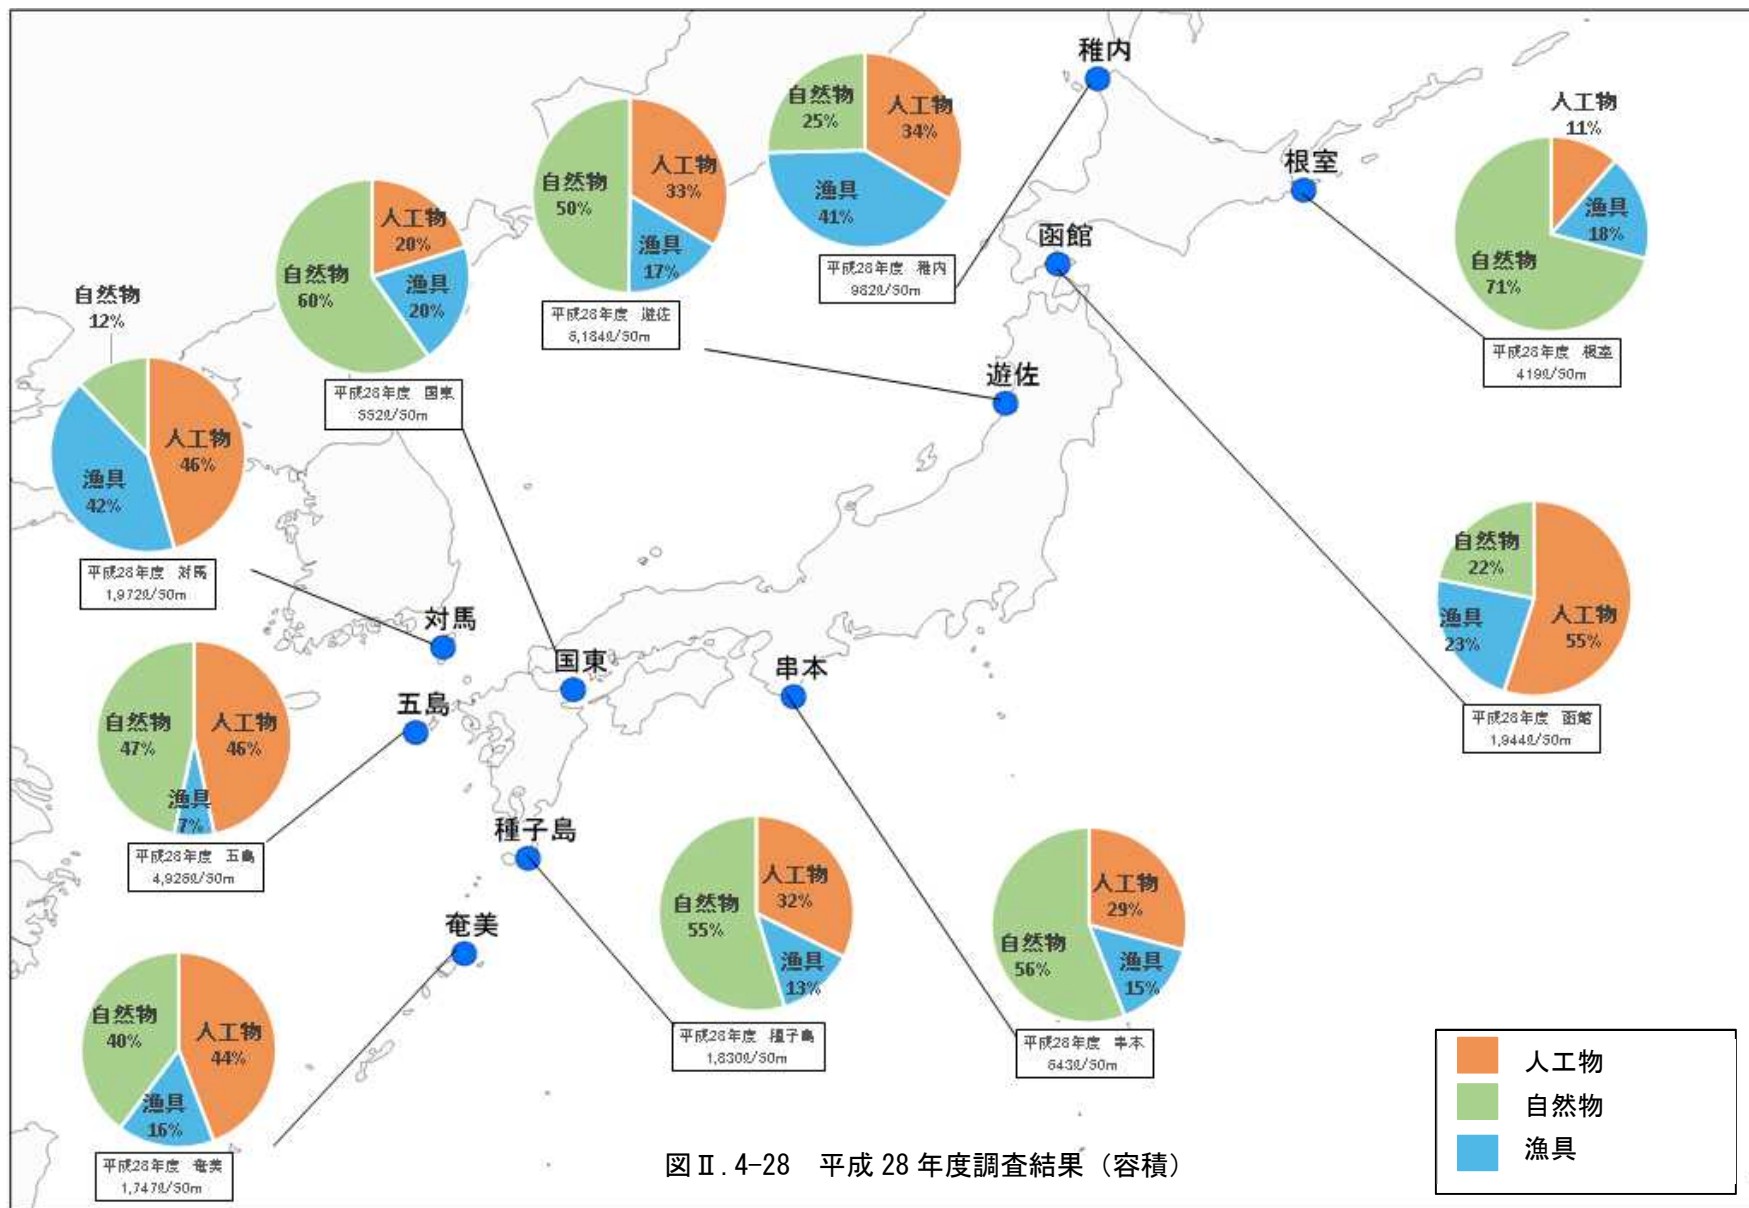 稚内
根室
函館
遊佐
対馬
国東
串本
五島
種子島
奄美
自然物
25%
人工物
34%
漁具
41%
平成28年度 稚内
982ℓ/50m
人工物
11%
漁具
18%
自然物
71%
平成28年度 根室
419ℓ/50m
自然物
50%
人工物
33%
漁具
17%
平成28年度 遊佐
人工物
20%
自然物
60%
漁具
20%
平成28年度 国東
自然物
12%
人工物
46%
漁具
42%
平成28年度 対馬
1,972ℓ/50m
自然物
22%
漁具
23%
人工物
55%
平成28年度 函館
1,944ℓ/50m
自然物
47%
人工物
46%
漁具
7%
平成28年度 五島
自然物
55%
人工物
32%
漁具
13%
平成28年度 種子島
1,830ℓ/50m
人工物
29%
自然物
56%
漁具
15%
平成28年度 串本
自然物
40%
人工物
44%
漁具
16%
平成28年度 奄美
1,747ℓ/50m
図Ⅱ.4-28 平成28年度調査結果（容積）
人工物
自然物
漁具